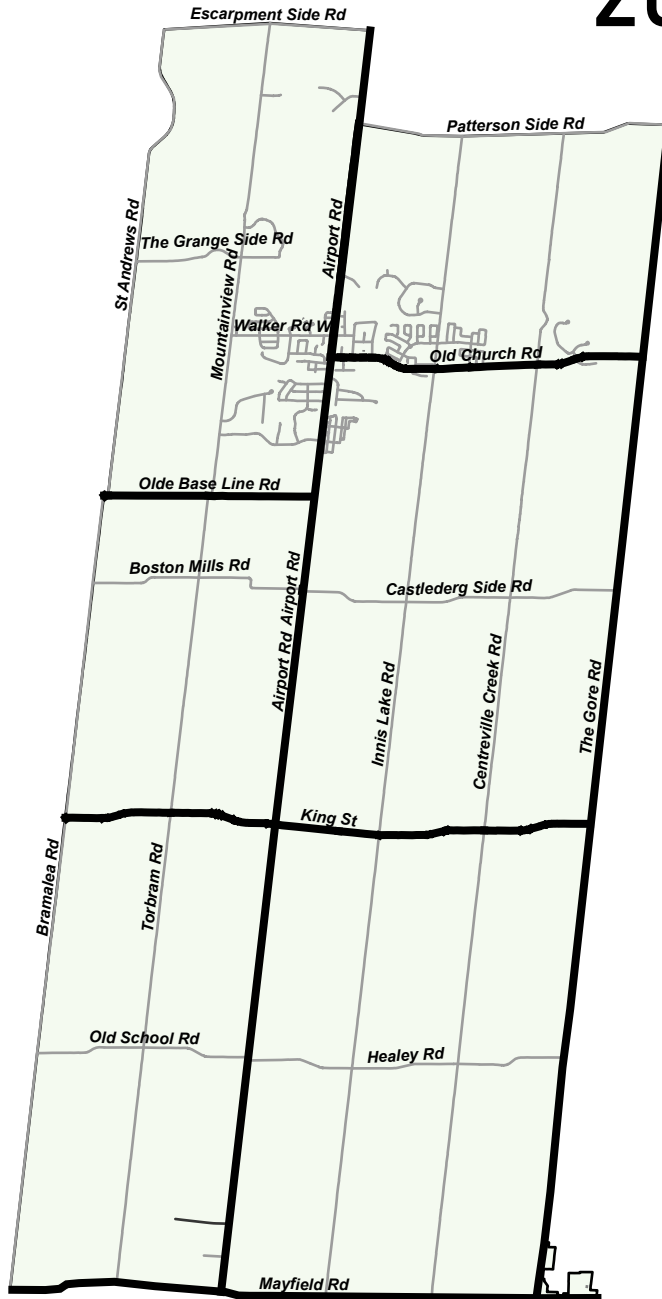 Escarpment Side Rd
Patterson Side Rd
St Andrews Rd
The Grange Side Rd
Airport Rd
Mountainview Rd
Walker Rd W
Old Church Rd
Olde Base Line Rd
Boston Mills Rd
Airport Rd
Castlederg Side Rd
Airport Rd
Innis Lake Rd
Centreville Creek Rd
The Gore Rd
King St
Bramalea Rd
Torbram Rd
Old School Rd
Healey Rd
Mayfield Rd